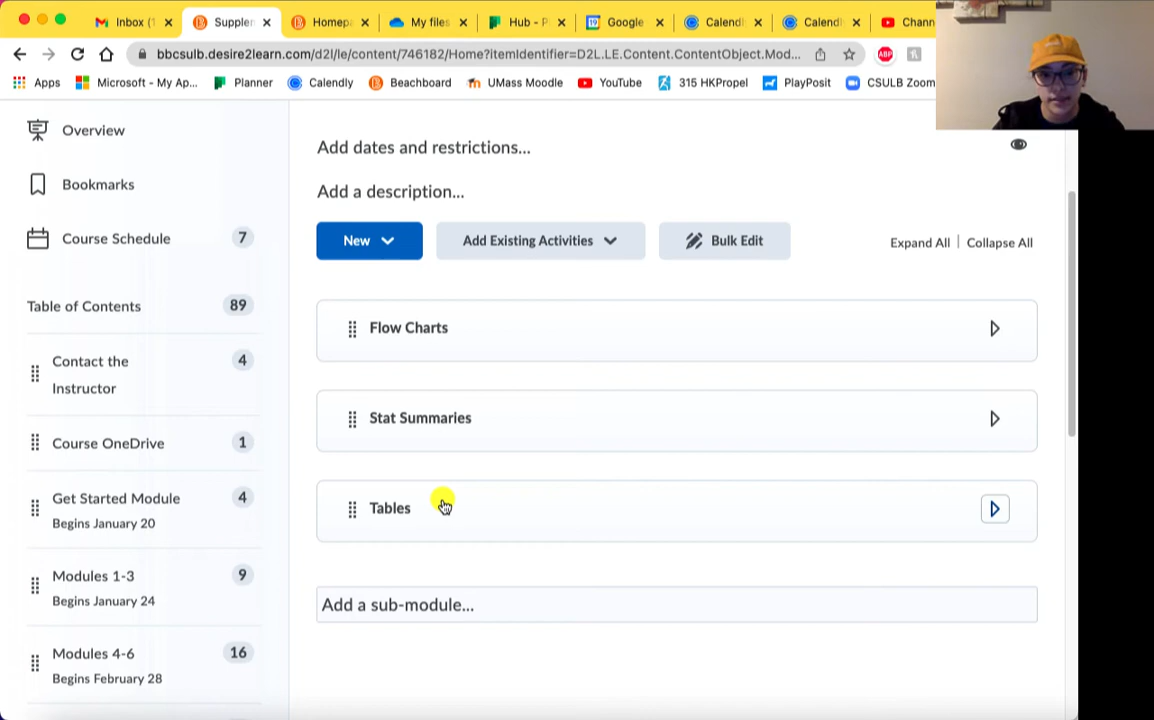 Inbox (1
Supplem
Homepa
My files
Hub - P
Google
Calendl
Calendl
Chann
bbcsulb.desire2learn.com/d2l/le/content/746182/Home?itemIdentifier=D2L.LE.Content.ContentObject.Mod...
ABP
Apps
Microsoft - My Ap...
Planner
Calendly
Beachboard
UMass Moodle
YouTube
315 HKPropel
PlayPosit
CSULB Zoom
Overview
Bookmarks
Course Schedule 7
Table of Contents 89
Contact the
Instructor
4
Course OneDrive 1
Get Started Module 4
Begins January 20
Modules 1-3 9
Begins January 24
Modules 4-6 16
Begins February 28
Add dates and restrictions...
Add a description...
New
Add Existing Activities
Bulk Edit
Expand All | Collapse All
Flow Charts
Stat Summaries
Tables
Add a sub-module...